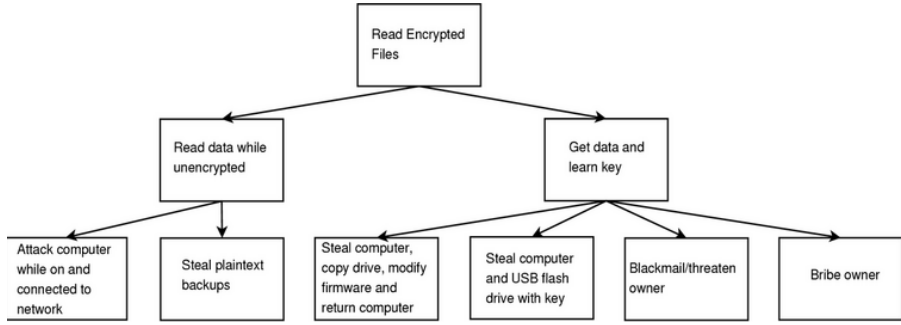 Read Encrypted
Files
Read data while
unencrypted
Get data and
learn key
Attack computer
while on and
connected to
network
Steal plaintext
backups
Steal computer,
copy drive, modify
firmware and
return computer
Steal computer
and USB flash
drive with key
Blackmail/threaten
owner
Bribe owner